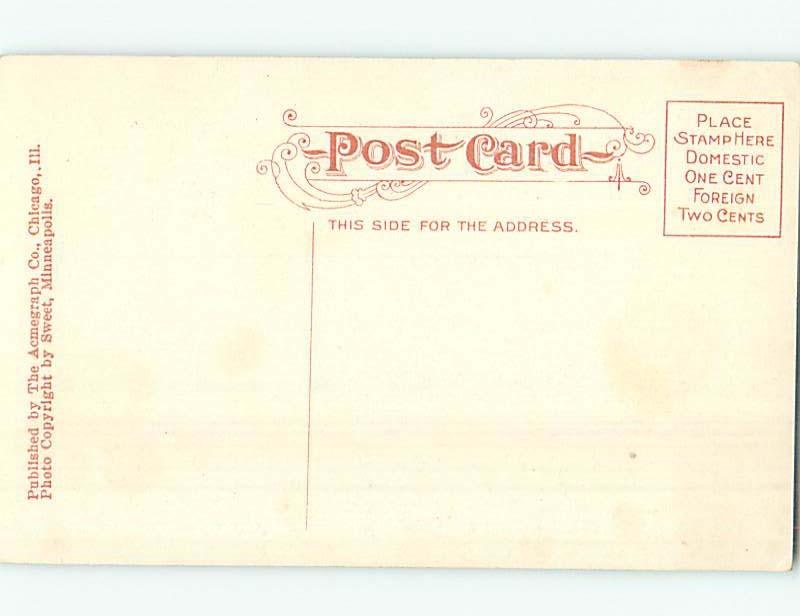 Post Card
THIS SIDE FOR THE ADDRESS.
PLACE
STAMP HERE
DOMESTIC
ONE CENT
FOREIGN
TWO CENTS
Published by The Acmegraph Co., Chicago, Ill.
Photo Copyright by Sweet, Minneapolis.